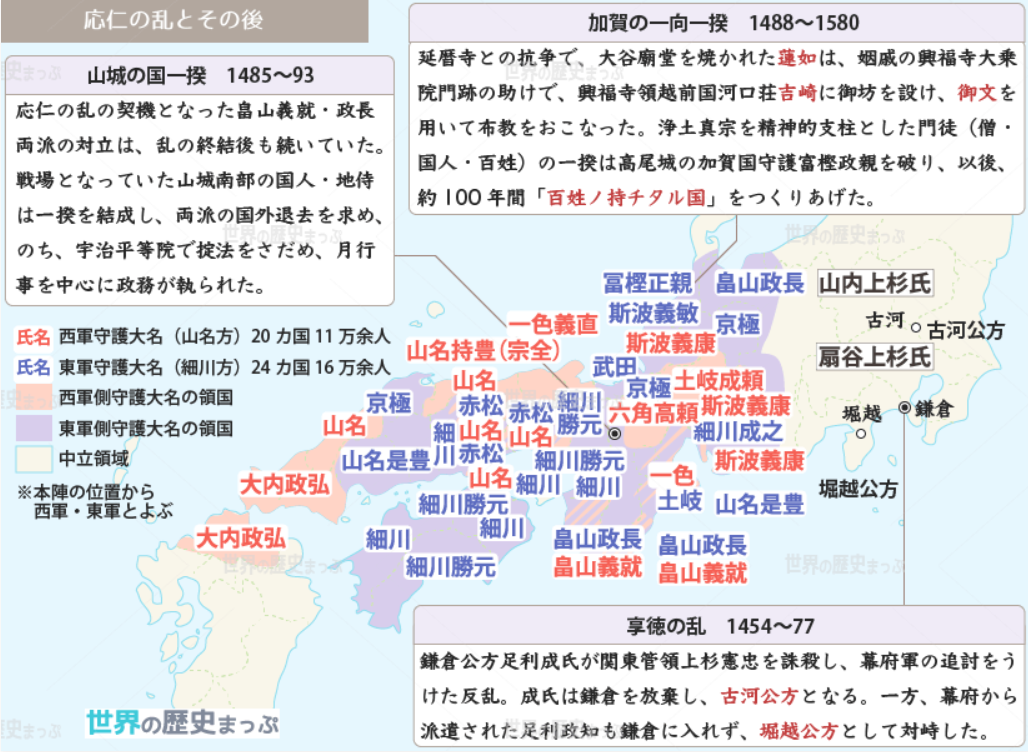 応仁の乱とその後
加賀の一向一揆 1488〜1580
延暦寺との抗争で、大谷廟堂を焼かれた蓮如は、姻戚の興福寺大乗
院門跡の助けで、興福寺領越前国河口荘吉崎に御坊を設け、御文を
用いて布教をおこなった。浄土真宗を精神的支柱とした門徒（僧・
国人・百姓）の一揆は高尾城の加賀国守護富樫政親を破り、以後、
約100年間「百姓ノ持チタル国」をつくりあげた。
山城の国一揆 1485〜93
応仁の乱の契機となった畠山義就・政長
両派の対立は、乱の終結後も続いていた。
戦場となっていた山城南部の国人・地侍
は一揆を結成し、両派の国外退去を求め、
のち、宇治平等院で掟法をさだめ、月行
事を中心に政務が執られた。
氏名 西軍守護大名（山名方）20カ国11万余人
氏名 東軍守護大名（細川方）24カ国16万余人
西軍側守護大名の領国
東軍側守護大名の領国
中立領域
※本陣の位置から
西軍・東軍とよぶ
冨樫正親
畠山政長
山内上杉氏
斯波義敏
京極
古河
古河公方
一色義直
斯波義廉
扇谷上杉氏
山名持豊（宗全）
武田
山名
京極
土岐成頼
京極
赤松
赤松
細川
勝元
六角高頼
斯波義廉
堀越
鎌倉
山名
細
川
山名
山名
細川成之
山名是豊
赤松
細川勝元
斯波義廉
大内政弘
山名
細川
細川
一色
堀越公方
細川勝元
土岐
山名是豊
細川
大内政弘
細川
畠山政長
畠山政長
細川勝元
畠山義就
畠山義就
享徳の乱 1454〜77
鎌倉公方足利成氏が関東管領上杉憲忠を誅殺し、幕府軍の追討をう
けた反乱。成氏は鎌倉を放棄し、古河公方となる。一方、幕府から
派遣された足利政知も鎌倉に入れず、堀越公方として対峙した。
世界の歴史まっぷ